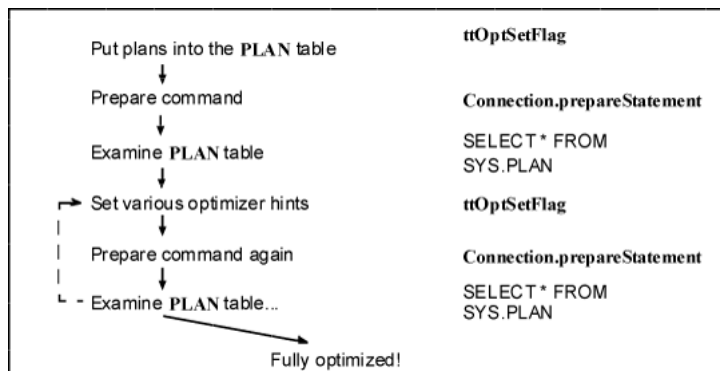 Put plans into the PLAN table
ttOptSetFlag
Prepare command
Connection.prepareStatement
Examine PLAN table
SELECT * FROM
SYS.PLAN
Set various optimizer hints
ttOptSetFlag
Prepare command again
Connection.prepareStatement
Examine PLAN table...
SELECT * FROM
SYS.PLAN
Fully optimized!